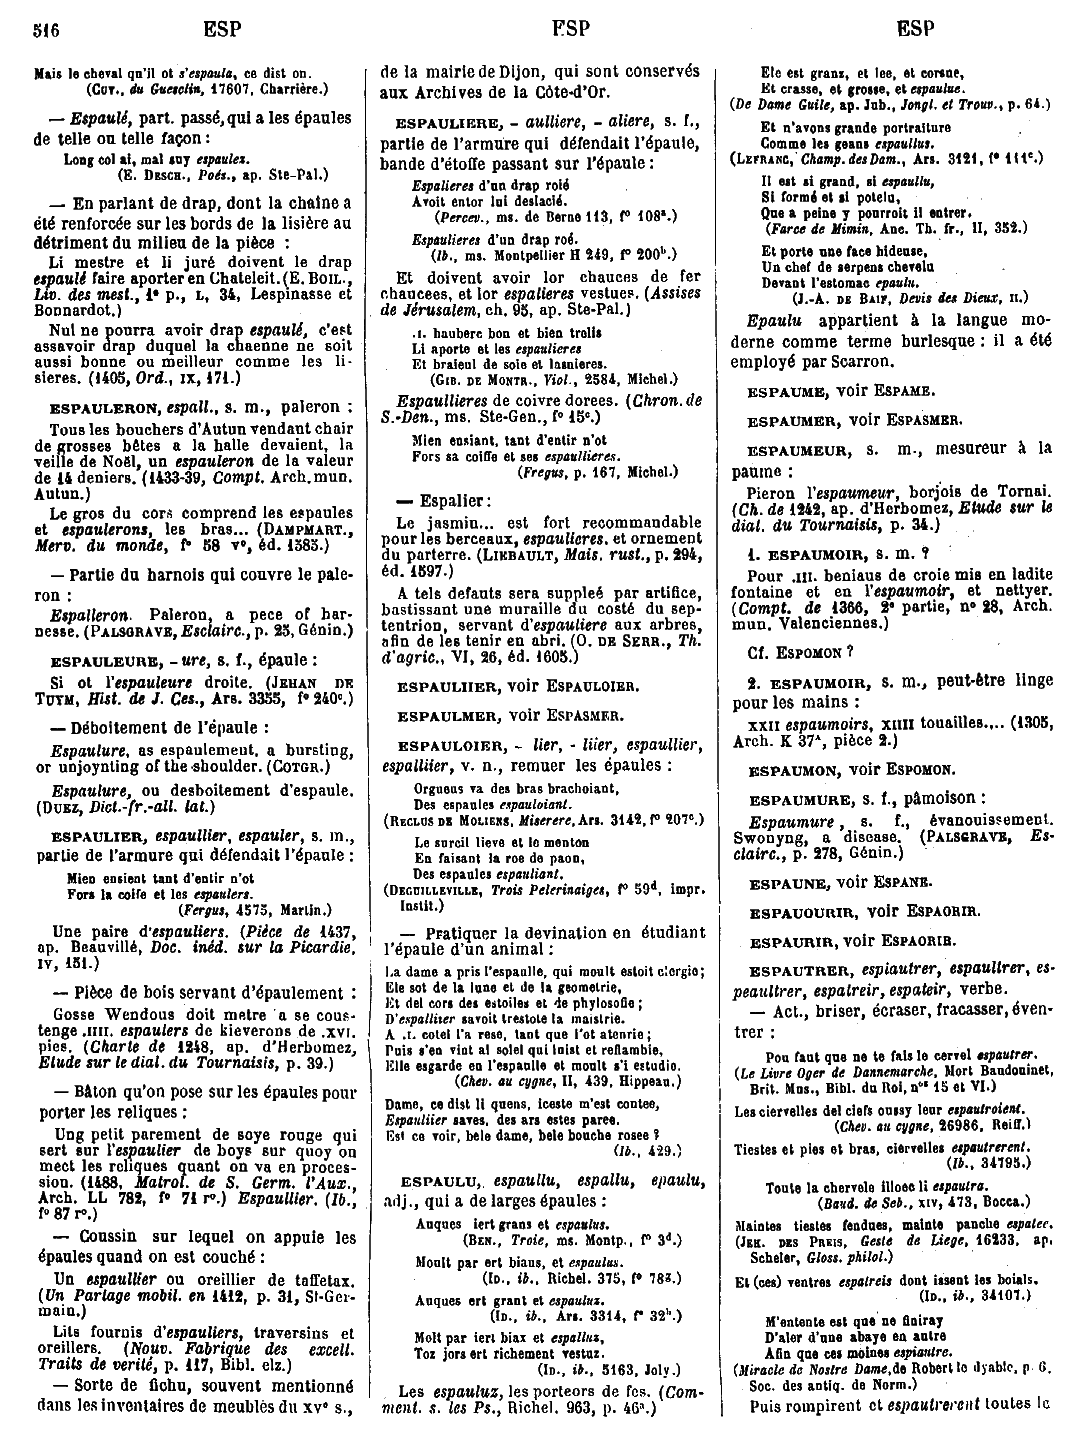 516 ESP ESP ESP
Mais le cheval qu'il ot s'espaula, ce dist on.
(Cuv., du Guesclin, 17607, Charrière.)
— Espaulé, part. passé, qui a les épaules
de telle ou telle façon :
Long col ai, mal suy espaulez.
(E. Desch., Poés., ap. Ste-Pal.)
— En parlant de drap, dont la chaîne a
été renforcée sur les bords de la lisière au
détriment du milieu de la pièce :
Li mestre et li juré doivent le drap
espaulé faire aporter en Chateleit. (E. Boil.,
Liv. des mest., 1ª p., L, 34, Lespinasse et
Bonnardot.)
Nul ne pourra avoir drap espaulé, c'est
assavoir drap duquel la chaenne ne soit
aussi bonne ou meilleur comme les li-
sieres. (1405, Ord., IX, 171.)
ESPAULERON, espall., s. m., paleron :
Tous les bouchers d'Autun vendant chair
de grosses bêtes a la halle devaient, la
veille de Noël, un espauleron de la valeur
de 14 deniers. (1433-39, Compt. Arch. mun.
Autun.)
Le gros du cors comprend les espaules
et espaulerons, les bras... (Dampmart.,
Merv. du monde, fº 58 vº, éd. 1585.)
— Partie du harnois qui couvre le pale-
ron :
Espalleron. Paleron, a pece of har-
nesse. (Palsgrave, Esclairc., p. 25, Génin.)
ESPAULEURE, - ure, s. f., épaule :
Si ot l'espauleure droite. (Jehan de
Tuym, Hist. de J. Ces., Ars. 3355, fº 240ᶜ.)
— Déboitement de l'épaule :
Espaulure, as espaulement, a bursting,
or unjoynting of the shoulder. (Cotgr.)
Espaulure, ou desboitement d'espaule.
(Duez, Dict.-fr.-all. lat.)
ESPAULIER, espaullier, espauler, s. m.,
partie de l'armure qui défendait l'épaule :
Mien ensient tant d'entir n'ot
Fors la coife et les espaulers.
(Fergus, 4575, Martin.)
Une paire d'espauliers. (Pièce de 1437,
ap. Beauvillé, Doc. inéd. sur la Picardie,
IV, 151.)
— Pièce de bois servant d'épaulement :
Gosse Wendous doit metre a se cous-
tenge .IIII. espaulers de kieverons de .XVI.
pies. (Charte de 1248, ap. d'Herbomez,
Etude sur le dial. du Tournaisis, p. 39.)
— Bâton qu'on pose sur les épaules pour
porter les reliques :
Ung petit parement de soye rouge qui
sert sur l'espaulier de boys sur quoy on
mect les reliques quant on va en proces-
sion. (1488, Matrol. de S. Germ. l'Aux.,
Arch. LL 782, fº 71 rº.) Espaullier. (Ib.,
fº 87 rº.)
— Coussin sur lequel on appuie les
épaules quand on est couché :
Un espaullier ou oreillier de taffetax.
(Un Partage mobil. en 1412, p. 31, St-Ger-
main.)
Lits fournis d'espauliers, traversins et
oreillers. (Nouv. Fabrique des excell.
Traits de verité, p. 117, Bibl. elz.)
— Sorte de fichu, souvent mentionné
dans les inventaires de meubles du XVᵉ s.,
de la mairie de Dijon, qui sont conservés
aux Archives de la Côte-d'Or.
ESPAULIERE, - aulliere, - aliere, s. f.,
partie de l'armure qui défendait l'épaule,
bande d'étoffe passant sur l'épaule :
Espalieres d'un drap roié
Avoit entor lui deslacié.
(Percev., ms. de Berne 113, fº 108ᵃ.)
Espaulieres d'un drap roé.
(Ib., ms. Montpellier H 249, fº 200ᵇ.)
Et doivent avoir lor chauces de fer
chaucees, et lor espalieres vestues. (Assises
de Jérusalem, ch. 95, ap. Ste-Pal.)
.I. hauberc bon et bien trelis
Li aporte et les espaulieres
Et braieul de soie et lasnieres.
(Gib. de Montr., Viol., 2584, Michel.)
Espaullieres de coivre dorees. (Chron. de
S.-Den., ms. Ste-Gen., fº 15ᶜ.)
Mien ensiant, tant d'entir n'ot
Fors sa coiffe et ses espaullieres.
(Fregus, p. 167, Michel.)
— Espalier :
Le jasmin... est fort recommandable
pour les berceaux, espaulieres, et ornement
du parterre. (Liebault, Mais. rust., p. 294,
éd. 1597.)
A tels defauts sera suppleé par artifice,
bastissant une muraille du costé du sep-
tentrion, servant d'espauliere aux arbres,
afin de les tenir en abri. (O. de Serr., Th.
d'agric., VI, 26, éd. 1605.)
ESPAULIIER, voir Espauloier.
ESPAULMER, voir Espasmer.
ESPAULOIER, - lier, - liier, espaullier,
espalliier, v. n., remuer les épaules :
Orgueus va des bras brachoiant,
Des espaules espauloiant.
(Reclus de Moliens, Miserere, Ars. 3142, fº 207ᶜ.)
Le surcil lieve et le menton
En faisant la roe de paon,
Des espaules espauliant.
(Deguilleville, Trois Pelerinaiges, fº 59ᵈ, impr.
Instit.)
— Pratiquer la devination en étudiant
l'épaule d'un animal :
La dame a pris l'espaulle, qui moult estoit clergie;
Ele sot de la lune et de la geometrie,
Et del cors des estoiles et de phylosofie ;
D'espalliier savoit trestote la maistrie.
A .I. cotel l'a rese, tant que l'ot atenrie ;
Puis s'en vint al solel qui luist et reflambie,
Elle esgarde en l'espaulle et moult s'i estudie.
(Chev. au cygne, II, 439, Hippeau.)
Dame, ce dist li quens, iceste m'est contee,
Espauliier saves, des ars estes paree.
Est ce voir, bele dame, bele bouche rosee ?
(Ib., 429.)
ESPAULU, espaullu, espallu, epaulu,
adj., qui a de larges épaules :
Auques iert grans et espaulus.
(Ben., Troie, ms. Montp., fº 3ᵈ.)
Moult par ert biaus, et espaulus.
(Id., ib., Richel. 375, fº 78ᵍ.)
Auques ert grant et espauluz.
(Id., ib., Ars. 3314, fº 32ᵇ.)
Molt par iert biax et espalluz,
Toz jors ert richement vestuz.
(Id., ib., 5163, Joly.)
Les espauluz, les porteors de fes. (Com-
ment. s. les Ps., Richel. 963, p. 46ᵃ.)
Ele est granz, et lee, et corsue,
Et crasse, et grosse, et espaulue.
(De Dame Guile, ap. Jub., Jongl. et Trouv., p. 64.)
Et n'avons grande portraiture
Comme les geans espaullus.
(Lefranc, Champ. des Dam., Ars. 3121, fº 111ᶜ.)
Il est si grand, si espaullu,
Si formé et si potelu,
Que a peine y pourroit il entrer.
(Farce de Mimin, Anc. Th. fr., II, 352.)
Et porte une face hideuse,
Un chef de serpens chevelu
Devant l'estomac epaulu.
(J.-A. de Baif, Devis des Dieux, II.)
Epaulu appartient à la langue mo-
derne comme terme burlesque : il a été
employé par Scarron.
ESPAUME, voir Espame.
ESPAUMER, voir Espasmer.
ESPAUMEUR, s. m., mesureur à la
paume :
Pieron l'espaumeur, borjois de Tornai.
(Ch. de 1242, ap. d'Herbomez, Etude sur le
dial. du Tournaisis, p. 34.)
1. ESPAUMOIR, s. m. ?
Pour .III. beniaus de croie mis en ladite
fontaine et en l'espaumoir, et nettyer.
(Compt. de 1366, 2ᵉ partie, nº 28, Arch.
mun. Valenciennes.)
Cf. Espomon ?
2. ESPAUMOIR, s. m., peut-être linge
pour les mains :
XXII espaumoirs, XIIII touailles.... (1305,
Arch. K 37ᴬ, pièce 2.)
ESPAUMON, voir Espomon.
ESPAUMURE, s. f., pâmoison :
Espaumure, s. f., évanouissement.
Swonyng, a disease. (Palsgrave, Es-
clairc., p. 278, Génin.)
ESPAUNE, voir Espane.
ESPAUOURIR, voir Espaorir.
ESPAURIR, voir Espaorir.
ESPAUTRER, espiautrer, espaultrer, es-
peaultrer, espatreir, espateir, verbe.
— Act., briser, écraser, fracasser, éven-
trer :
Pou faut que ne te fais le cervel espautrer.
(Le Livre Oger de Dannemarche, Mort Baudouinet,
Brit. Mus., Bibl. du Roi, nᵒˢ 15 et VI.)
Les ciervelles del ciefs oussy leur espautroient.
(Chev. au cygne, 26986, Reiff.)
Tiestes et pies et bras, ciervelles espautrerent.
(Ib., 34795.)
Toute la chervele illoec li espautra.
(Baud. de Seb., XIV, 473, Bocca.)
Maintes tiestes fendues, mainte panche espatee.
(Jeh. des Preis, Geste de Liege, 16233, ap.
Scheler, Gloss. philol.)
Et (ces) ventres espatreis dont issent les boials.
(Id., ib., 34107.)
M'entente est que ne finiray
D'aler d'une abaye en autre
Afin que ces moines espiautre.
(Miracle de Nostre Dame, de Robert le dyable, p. 6,
Soc. des antiq. de Norm.)
Puis rompirent et espautrerent toutes le